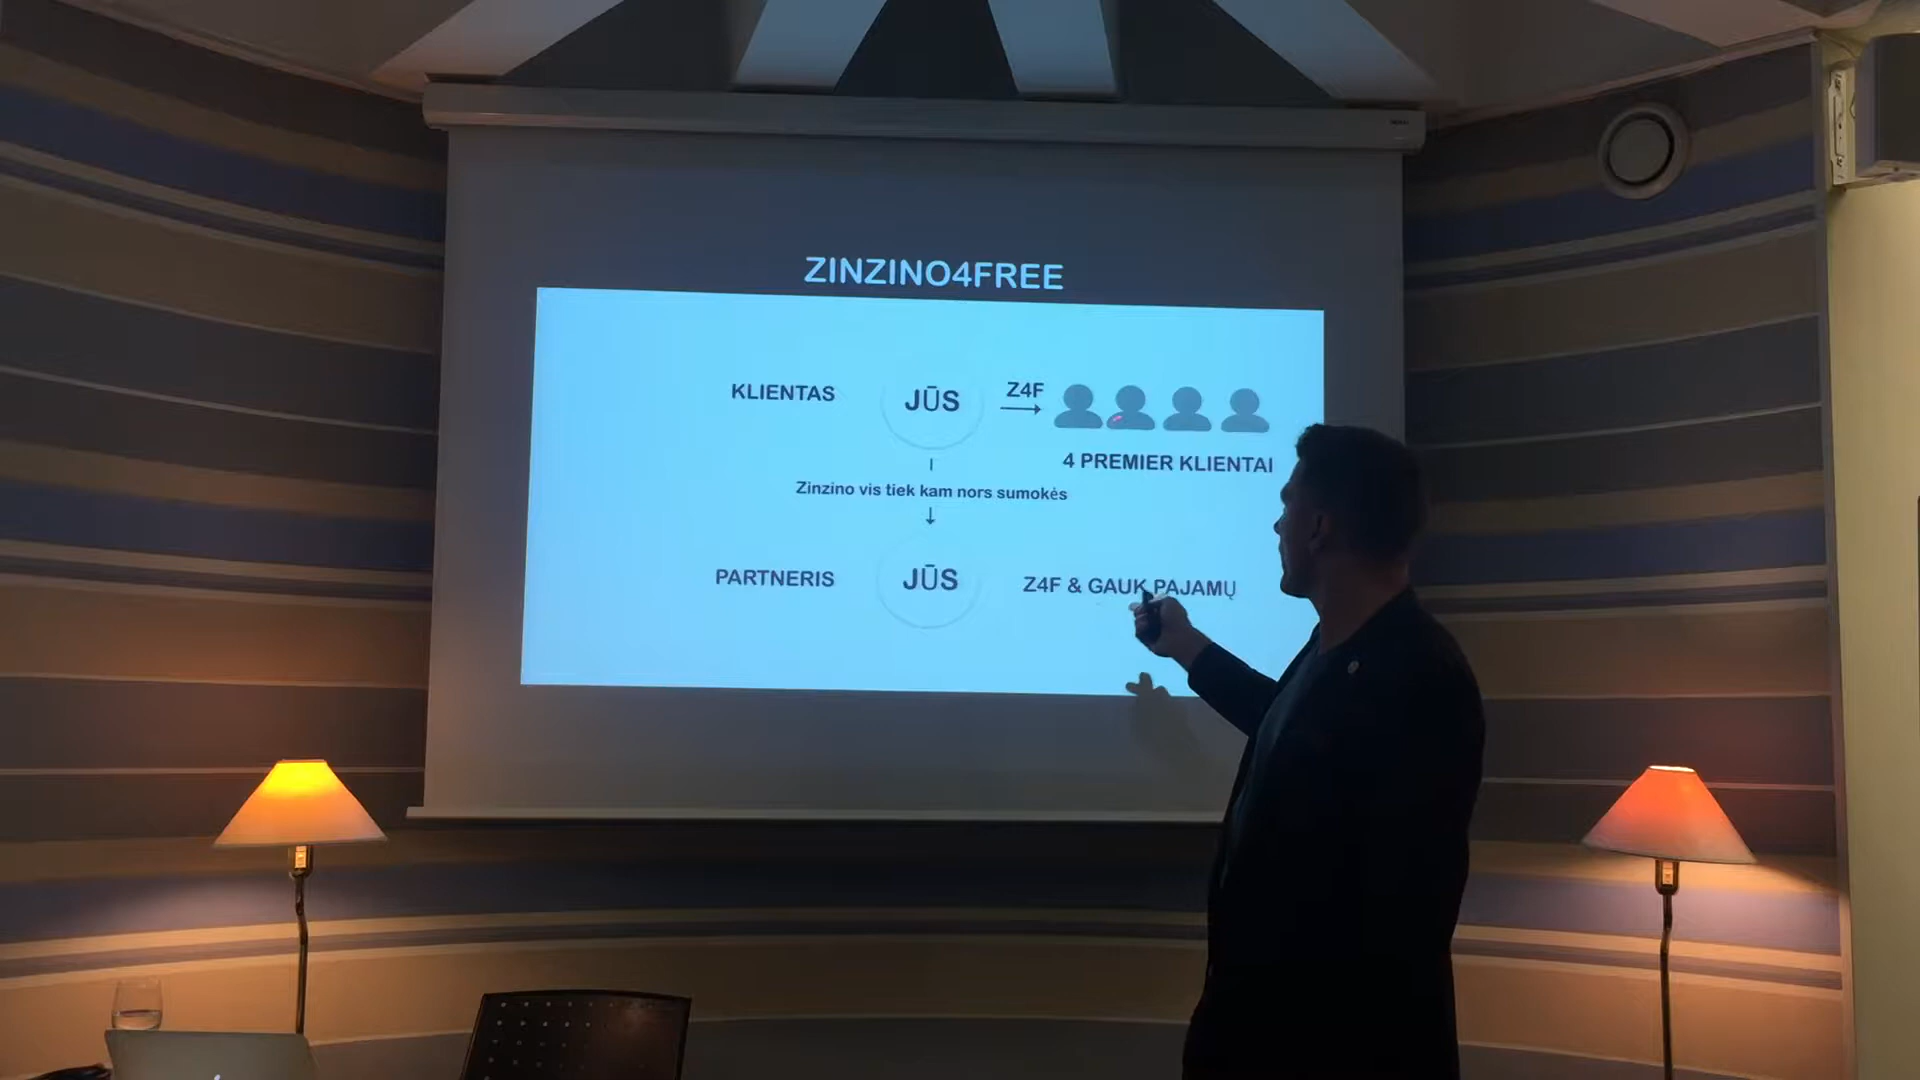 ZINZINO4FREE
KLIENTAS
JŪS
Z4F
4 PREMIER KLIENTAI
Zinzino vis tiek kam nors sumokės
PARTNERIS
JŪS
Z4F & GAUK PAJAMŲ